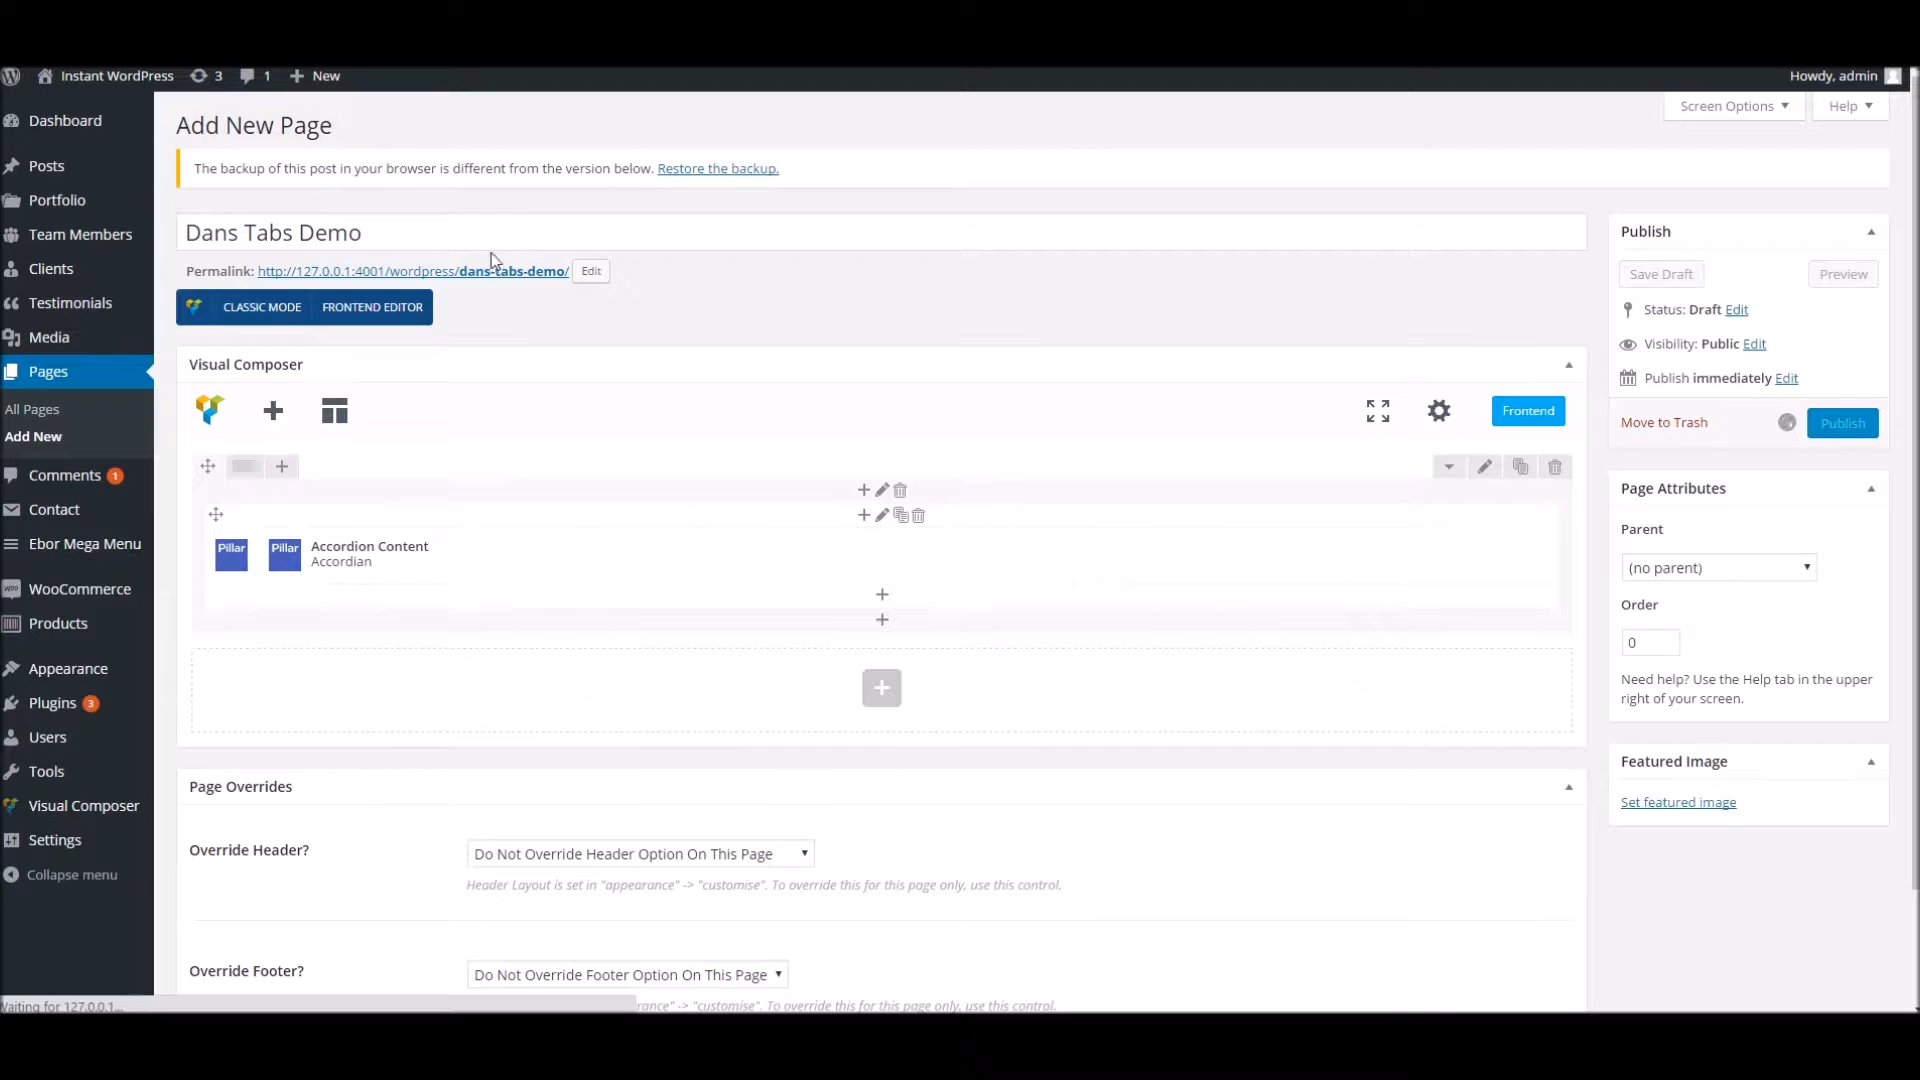 Instant WordPress 3 1 New Howdy, admin
Screen Options Help
Dashboard
Posts
Portfolio
Team Members
Clients
Testimonials
Media
Pages
All Pages
Add New
Comments 1
Contact
Ebor Mega Menu
WooCommerce
Products
Appearance
Plugins 3
Users
Tools
Visual Composer
Settings
Collapse menu
Add New Page
The backup of this post in your browser is different from the version below. Restore the backup.
Dans Tabs Demo
Permalink: http://127.0.0.1:4001/wordpress/dans-tabs-demo/ Edit
CLASSIC MODE FRONTEND EDITOR
Visual Composer
Frontend
Pillar Pillar Accordion Content
Accordian
Page Overrides
Override Header? Do Not Override Header Option On This Page
Header Layout is set in "appearance" -> "customise". To override this for this page only, use this control.
Override Footer? Do Not Override Footer Option On This Page
rance" -> "customise". To override this for this page only, use this control.
Publish
Save Draft Preview
Status: Draft Edit
Visibility: Public Edit
Publish immediately Edit
Move to Trash Publish
Page Attributes
Parent
(no parent)
Order
0
Need help? Use the Help tab in the upper
right of your screen.
Featured Image
Set featured image
Waiting for 127.0.0.1...